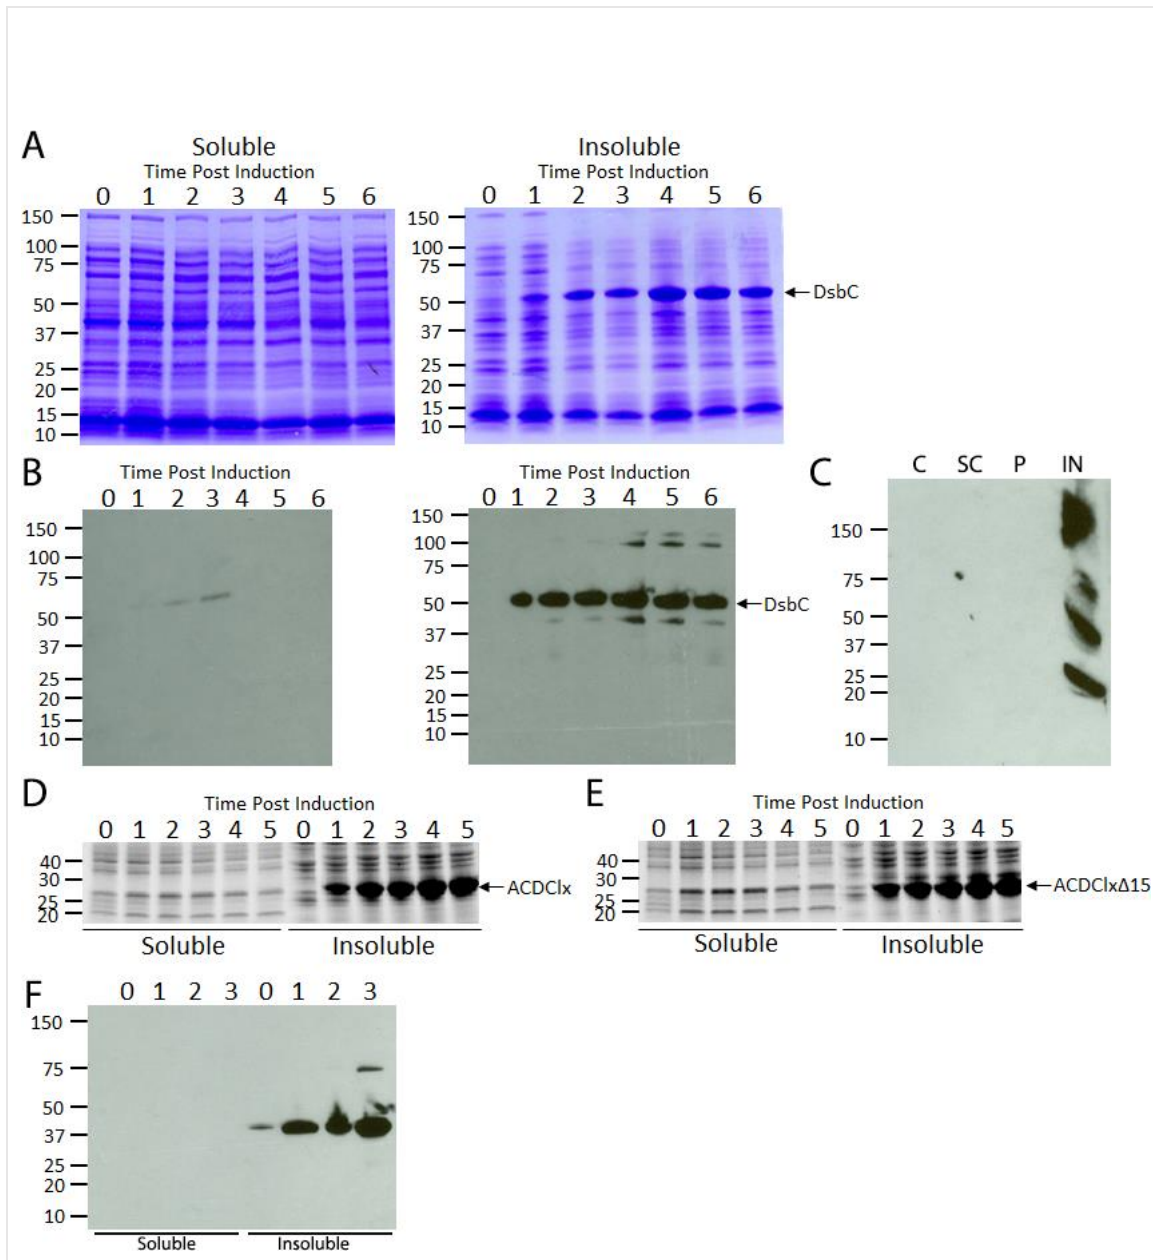 A
Soluble
Time Post Induction
0 1 2 3 4 5 6
150
100
75
50
37
25
20
15
10
Insoluble
Time Post Induction
0 1 2 3 4 5 6
150
100
75
50
37
25
20
15
10
DsbC
B
Time Post Induction
0 1 2 3 4 5 6
150
100
75
50
37
25
20
15
10
Time Post Induction
0 1 2 3 4 5 6
150
100
75
50
37
25
20
15
10
DsbC
C
C SC P IN
150
75
50
37
25
20
10
D
Time Post Induction
0 1 2 3 4 5 0 1 2 3 4 5
40
30
25
20
ACDClx
Soluble Insoluble
E
Time Post Induction
0 1 2 3 4 5 0 1 2 3 4 5
40
30
25
20
ACDClxΔ15
Soluble Insoluble
F
0 1 2 3 0 1 2 3
150
75
50
37
25
20
10
Soluble Insoluble